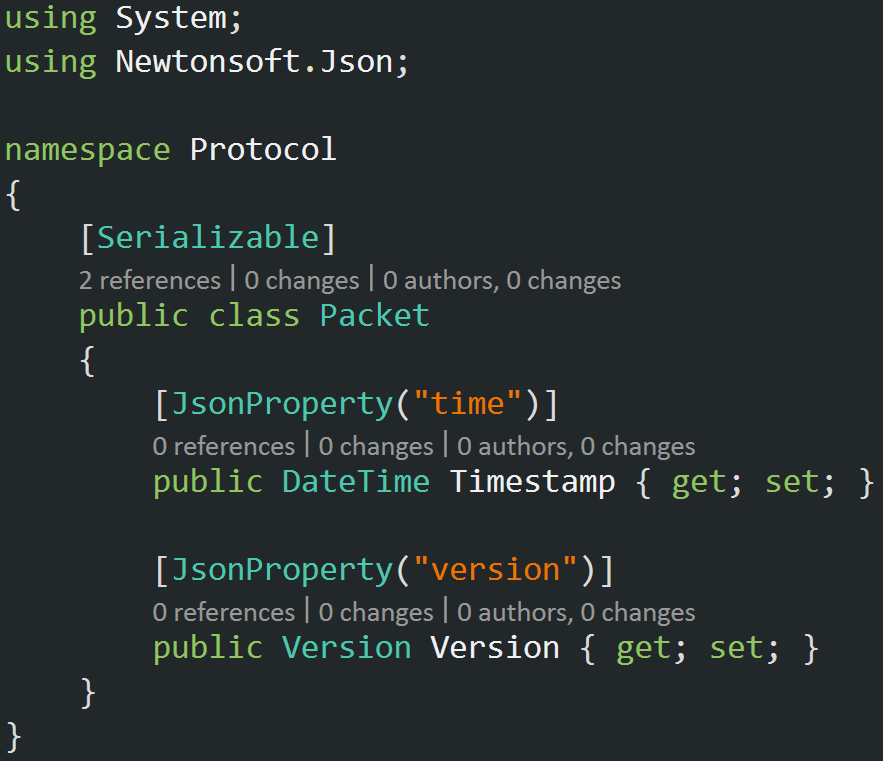 using System;
using Newtonsoft.Json;
namespace Protocol
{
[Serializable]
2 references | 0 changes | 0 authors, 0 changes
public class Packet
{
[JsonProperty("time")]
0 references | 0 changes | 0 authors, 0 changes
public DateTime Timestamp { get; set; }
[JsonProperty("version")]
0 references | 0 changes | 0 authors, 0 changes
public Version Version { get; set; }
}
}